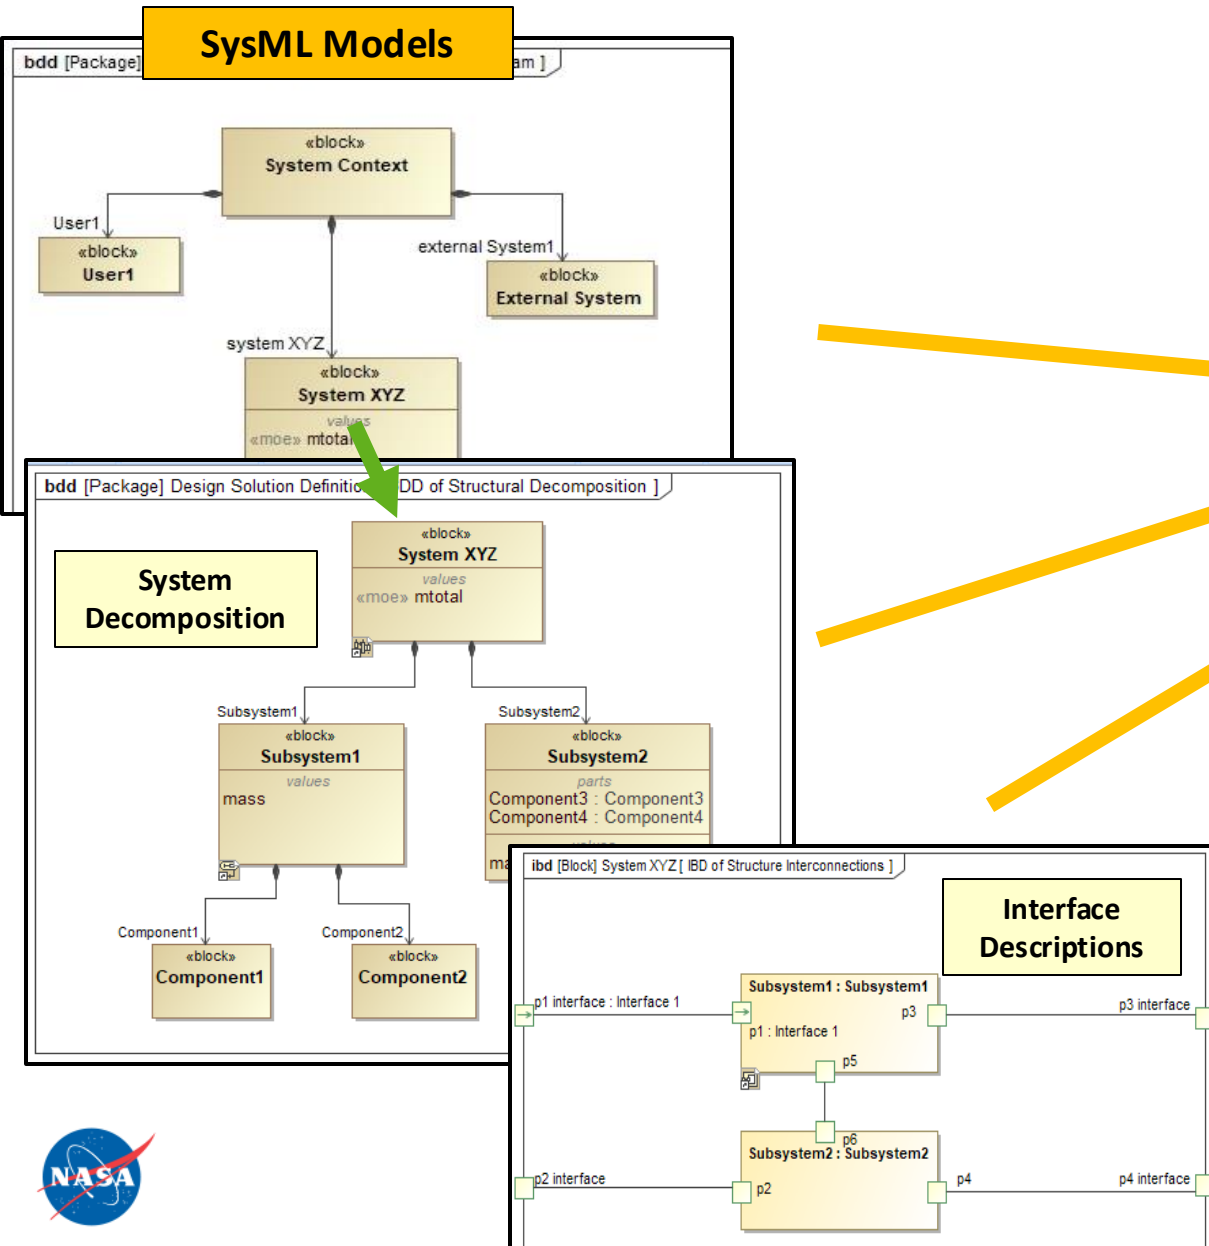 SysML Models
bdd [Package]
am ]
«block»
System Context
User1
«block»
User1
external System1
«block»
External System
system XYZ
«block»
System XYZ
values
«moe» mtotal
bdd [Package] Design Solution Definition
DD of Structural Decomposition ]
System
Decomposition
«block»
System XYZ
values
«moe» mtotal
Subsystem1
«block»
Subsystem1
values
mass
Subsystem2
«block»
Subsystem2
parts
Component3 : Component3
Component4 : Component4
values
ma
Component1
«block»
Component1
Component2
«block»
Component2
ibd [Block] System XYZ [ IBD of Structure Interconnections ]
Interface
Descriptions
p1 interface : Interface 1
Subsystem1 : Subsystem1
p3
p1 : Interface 1
p5
p3 interface
p6
Subsystem2 : Subsystem2
p2 interface
p2
p4
p4 interface
NASA